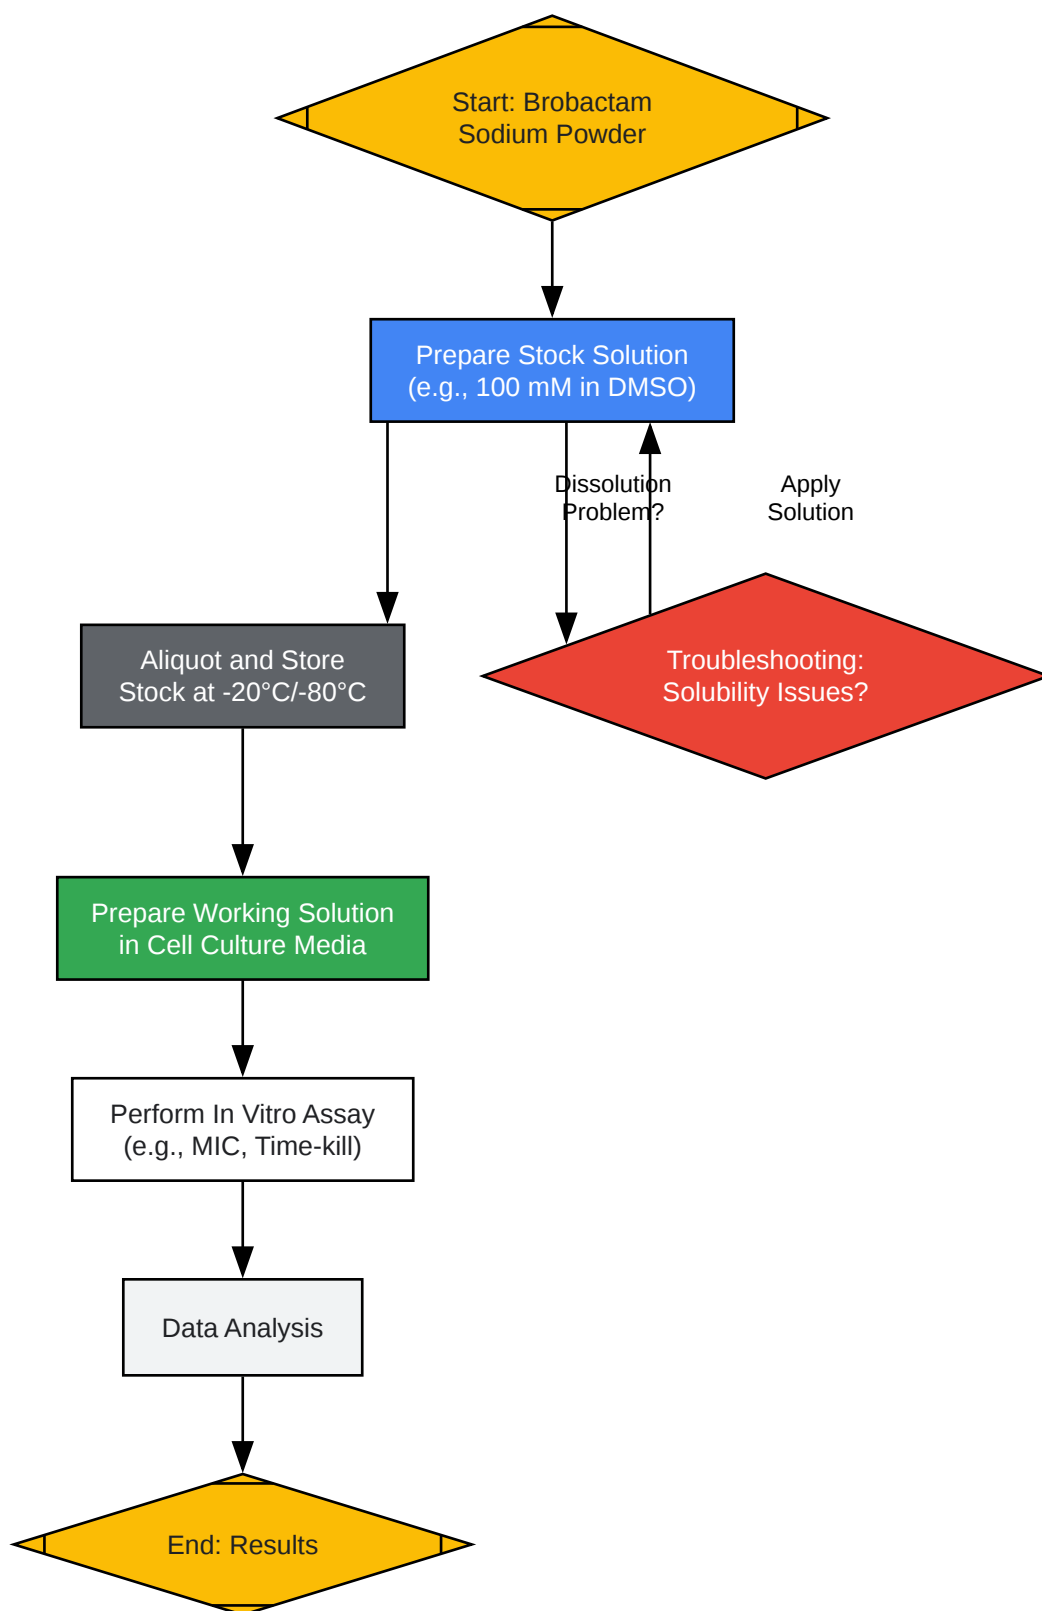 Start: Brobactam
Sodium Powder
Prepare Stock Solution
(e.g., 100 mM in DMSO)
Dissolution
Problem?
Apply
Solution
Aliquot and Store
Stock at -20°C/-80°C
Troubleshooting:
Solubility Issues?
Prepare Working Solution
in Cell Culture Media
Perform In Vitro Assay
(e.g., MIC, Time-kill)
Data Analysis
End: Results